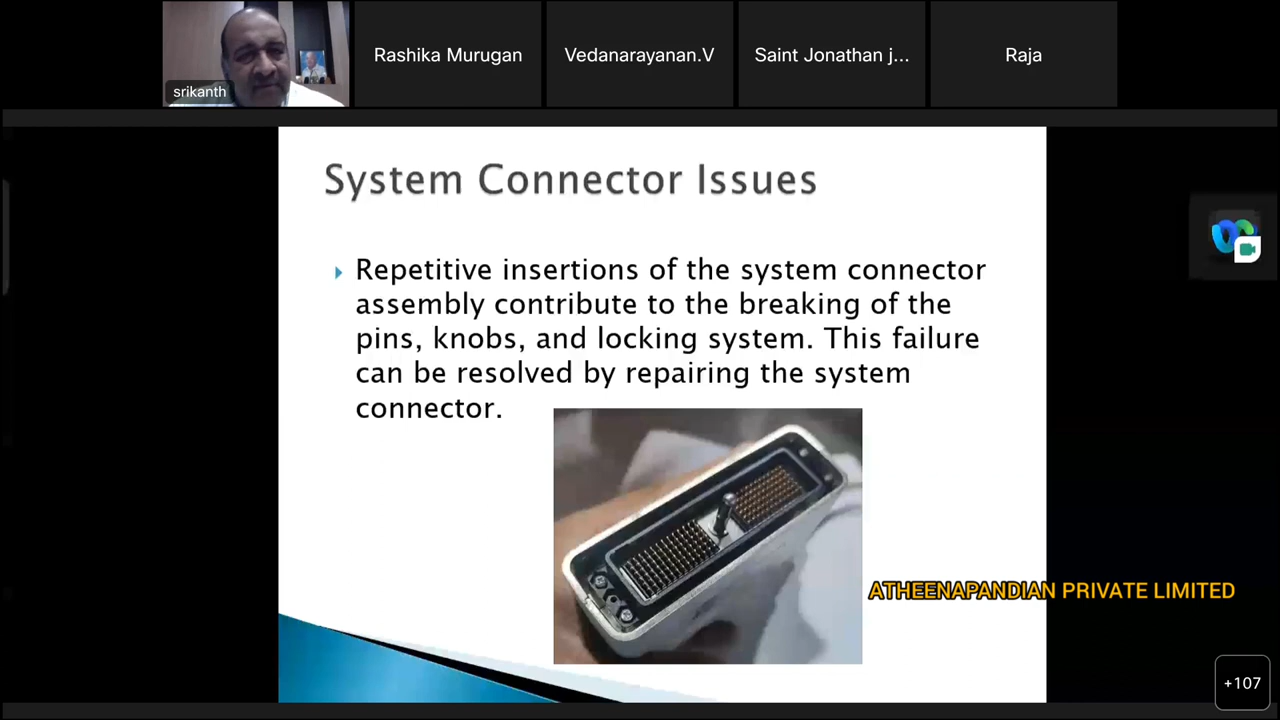 srikanth
Rashika Murugan
Vedanarayanan.V
Saint Jonathan j...
Raja
System Connector Issues
Repetitive insertions of the system connector
assembly contribute to the breaking of the
pins, knobs, and locking system. This failure
can be resolved by repairing the system
connector.
ATHEENAPANDIAN PRIVATE LIMITED
+107